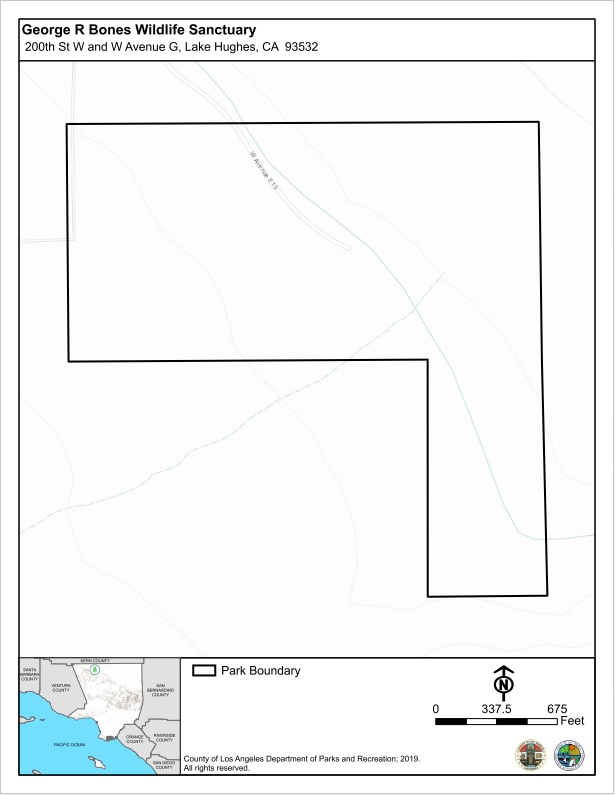 George R Bones Wildlife Sanctuary
200th St W and W Avenue G, Lake Hughes, CA 93532
W Avenue E15
KERN COUNTY
SANTA
BARBARA
COUNTY
VENTURA
COUNTY
SAN
BERNARDINO
COUNTY
ORANGE
COUNTY
RIVERSIDE
COUNTY
PACIFIC OCEAN
SAN DIEGO
COUNTY
Park Boundary
N
0 337.5 675
Feet
County of Los Angeles Department of Parks and Recreation; 2019.
All rights reserved.